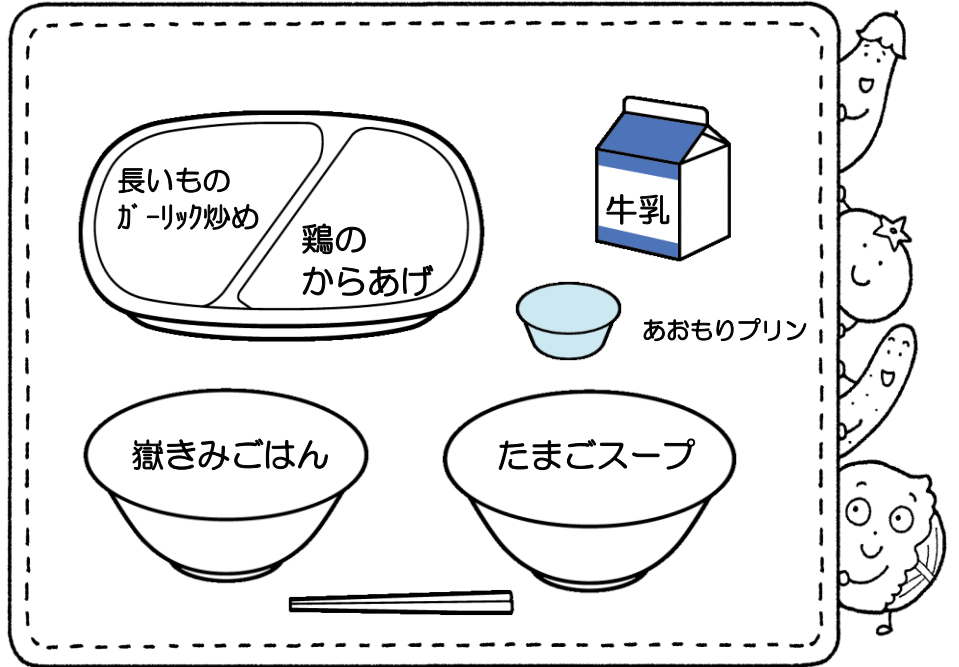 長いもの
ｶﾞｰﾘｯｸ炒め
鶏の
からあげ
牛乳
あおもりプリン
嶽きみごはん
たまごスープ